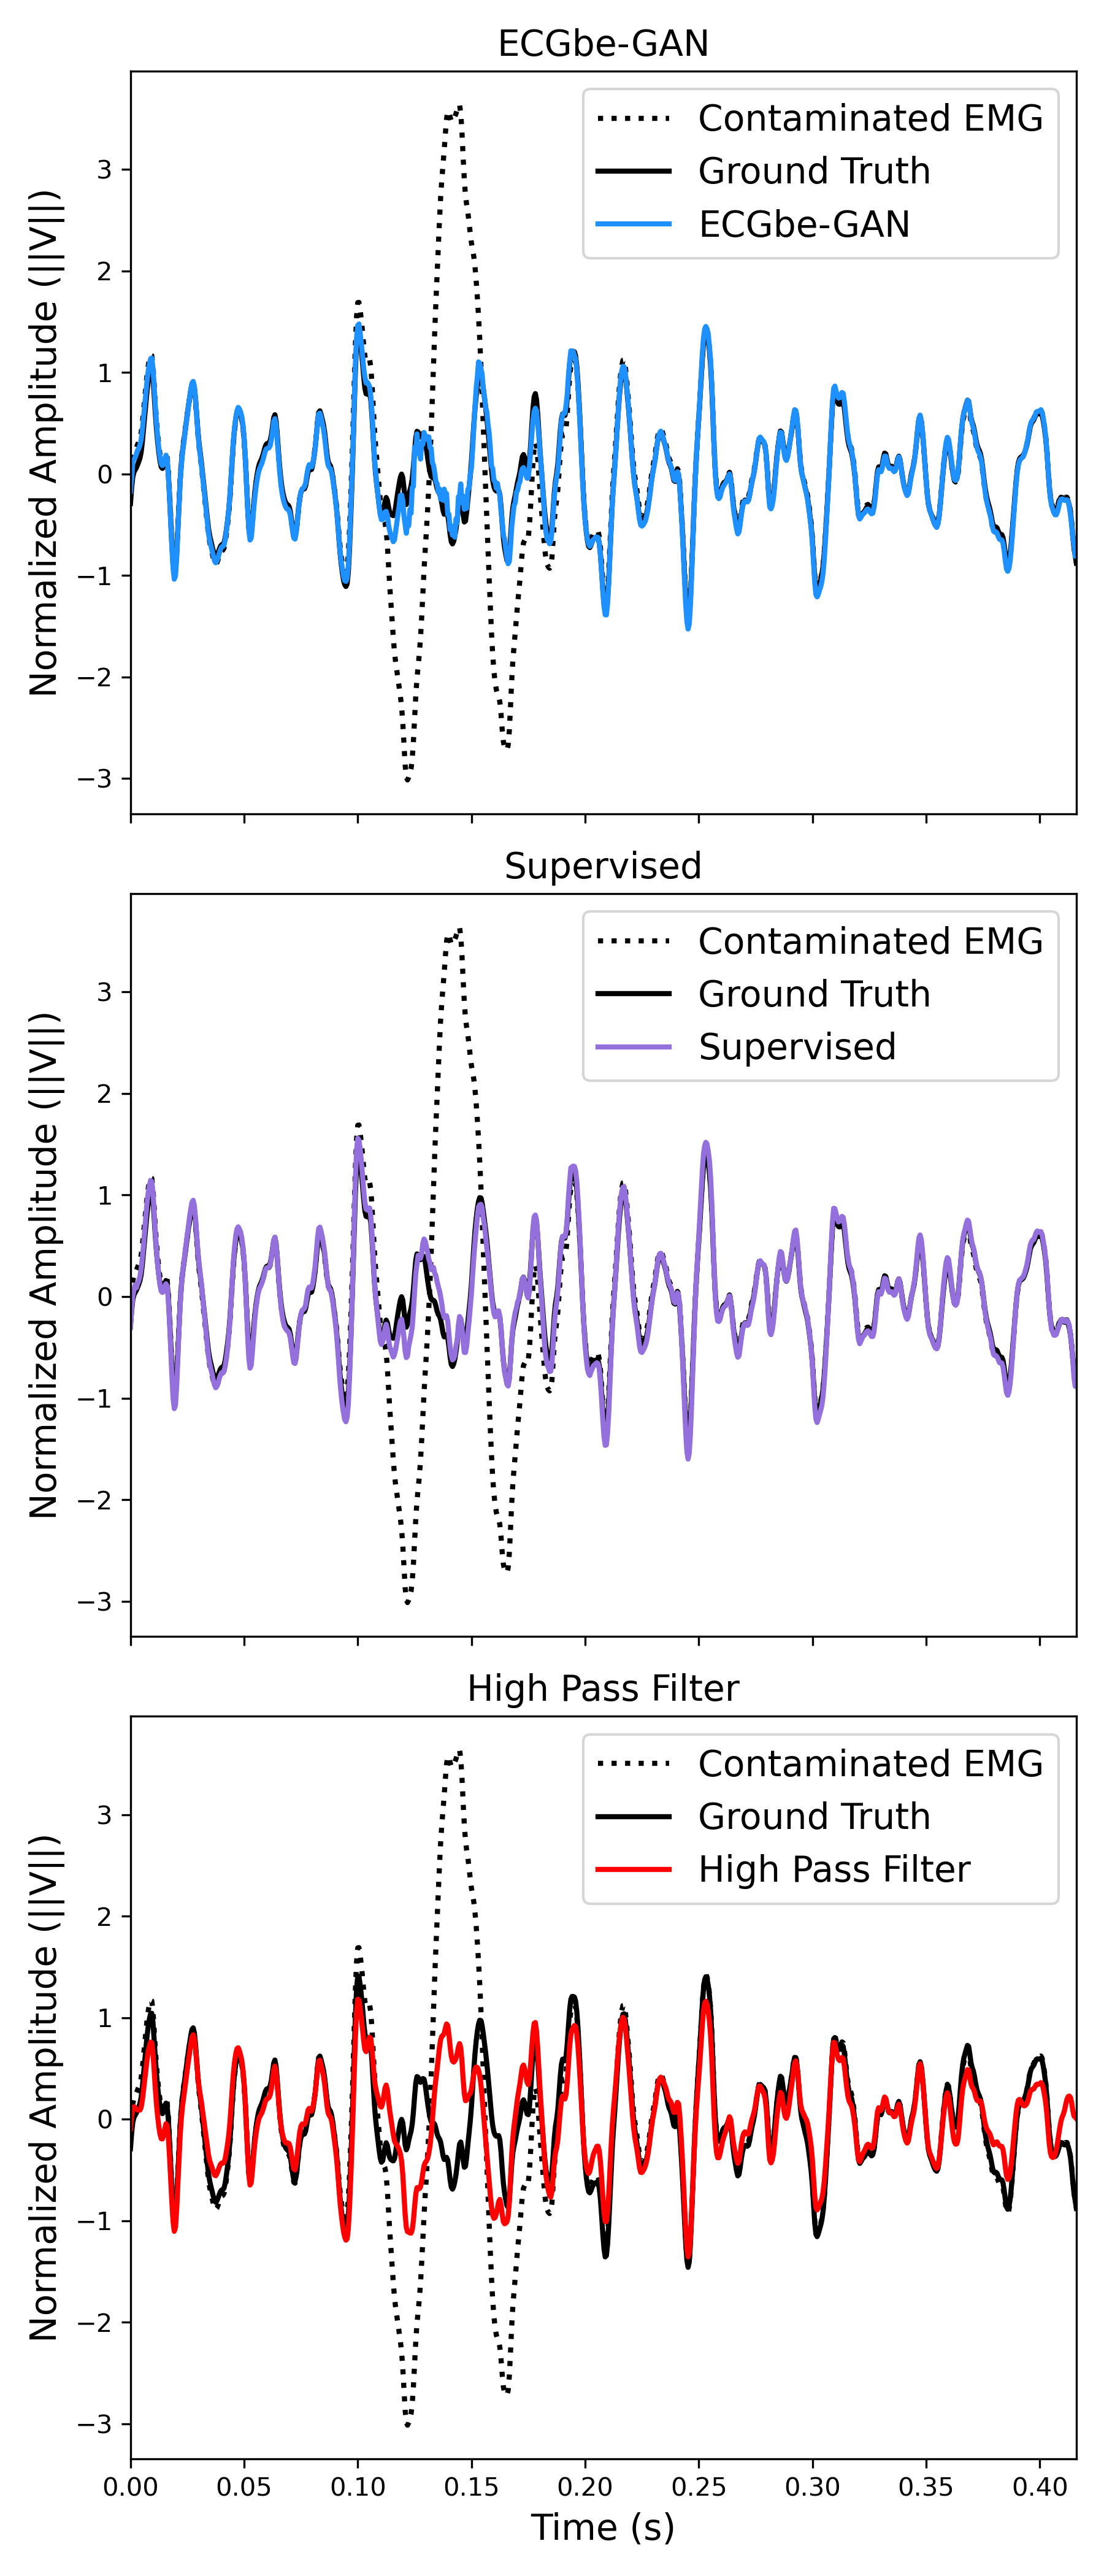 ECGbe-GAN
Contaminated EMG
Ground Truth
ECGbe-GAN
Normalized Amplitude (||V||)
3
2
1
0
−1
−2
−3
Supervised
Contaminated EMG
Ground Truth
Supervised
Normalized Amplitude (||V||)
3
2
1
0
−1
−2
−3
High Pass Filter
Contaminated EMG
Ground Truth
High Pass Filter
Normalized Amplitude (||V||)
3
2
1
0
−1
−2
−3
0.00 0.05 0.10 0.15 0.20 0.25 0.30 0.35 0.40
Time (s)